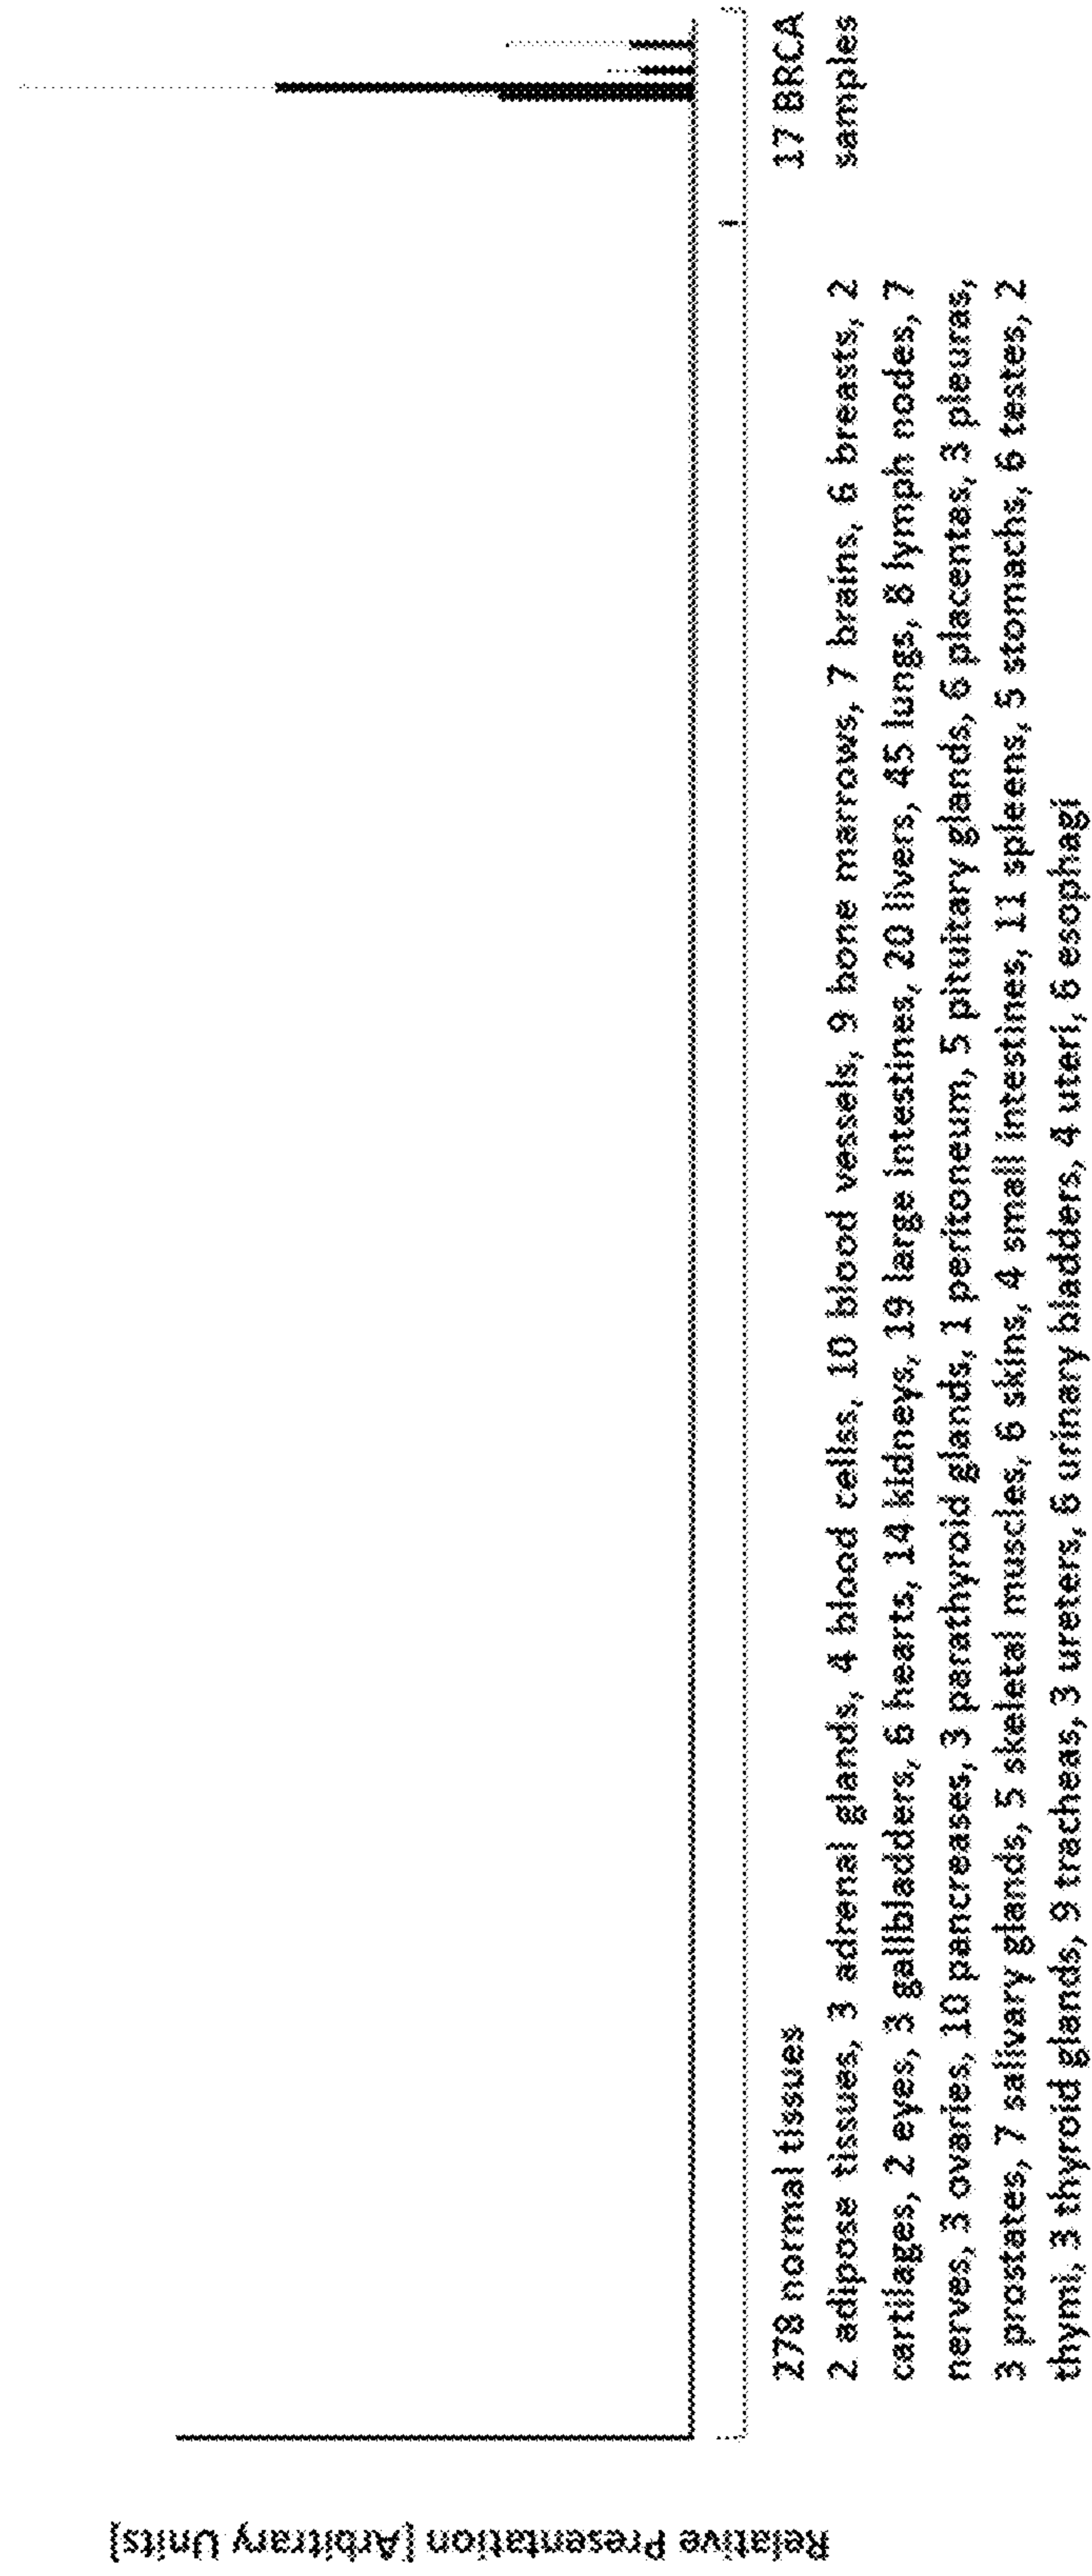 Relative Presentation [Arbitrary Units]
278 normal tissues
2 adipose tissues, 3 adrenal glands, 4 blood cellss, 10 blood vessels, 9 bone marrows, 7 brains, 6 breasts, 2
cartilages, 2 eyes, 3 gallbladders, 6 hearts, 14 kidneys, 19 large intestines, 20 livers, 45 lungs, 8 lymph nodes, 7
nerves, 3 ovaries, 10 pancreases, 3 parathyroid glands, 1 peritoneum, 5 pituitary glands, 6 placentas, 3 pleuras,
3 prostates, 7 salivary glands, 5 skeletal muscles, 6 skins, 4 small intestines, 11 spleens, 5 stomachs, 6 testes, 2
thymi, 3 thyroid glands, 9 tracheas, 3 ureters, 6 urinary bladders, 4 uteri, 6 esophagi
17 BRCA
samples